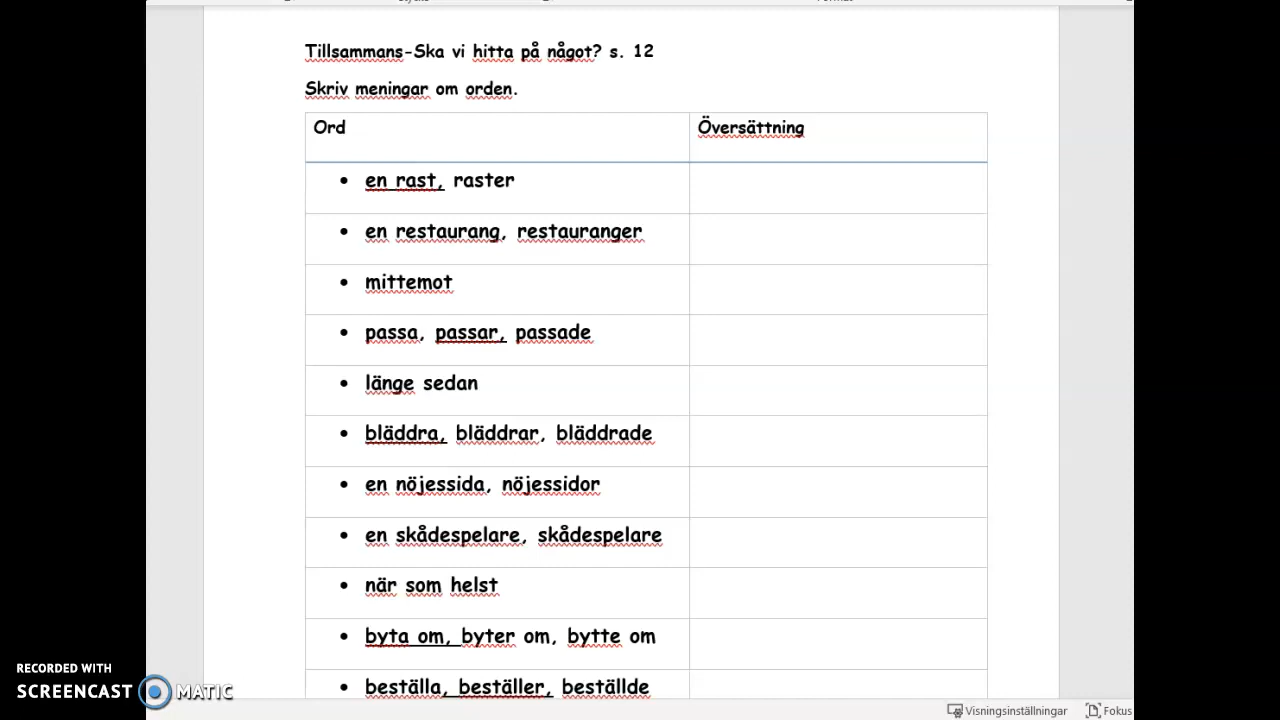 Tillsammans-Ska vi hitta på något? s. 12
Skriv meningar om orden.
Ord
Översättning
• en rast, raster
• en restaurang, restauranger
• mittemot
• passa, passar, passade
• länge sedan
• bläddra, bläddrar, bläddrade
• en nöjessida, nöjessidor
• en skådespelare, skådespelare
• när som helst
• byta om, byter om, bytte om
• beställa, beställer, beställde
RECORDED WITH
SCREENCAST MATIC
Visningsinställningar
Fokus